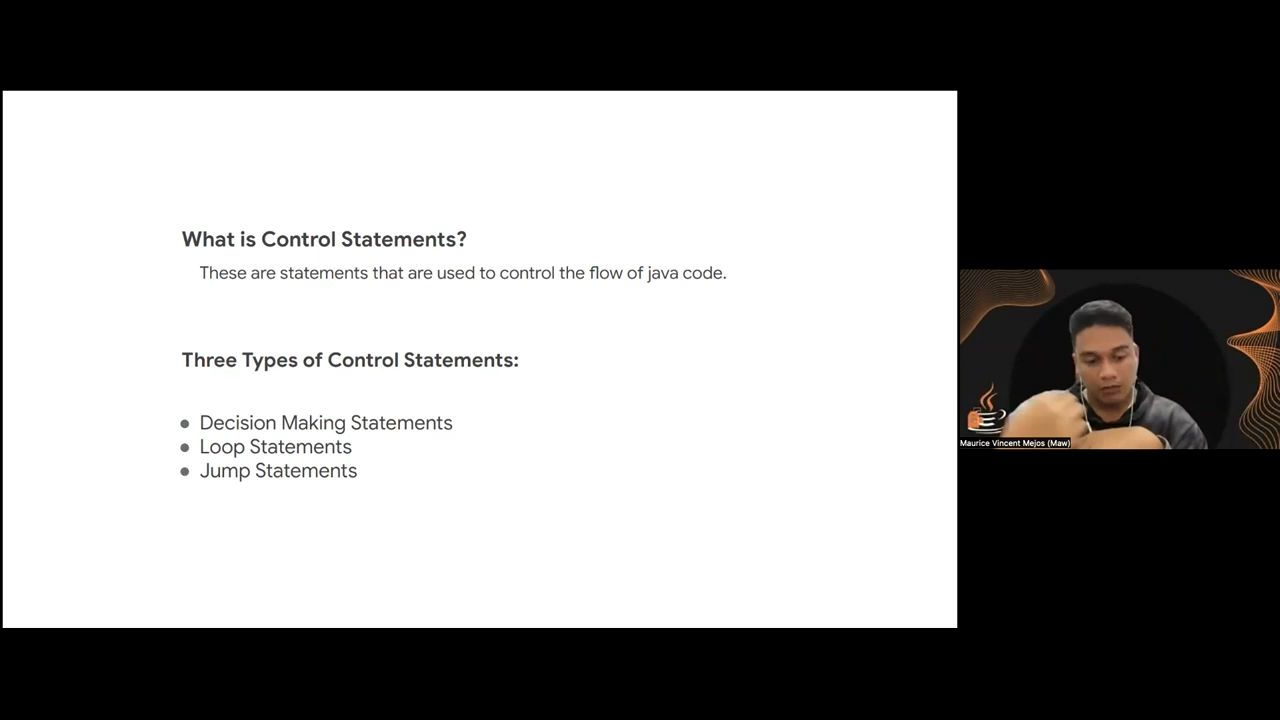 What is Control Statements?
These are statements that are used to control the flow of java code.
Three Types of Control Statements:
● Decision Making Statements
● Loop Statements
● Jump Statements
Maurice Vincent Mejos (Maw)